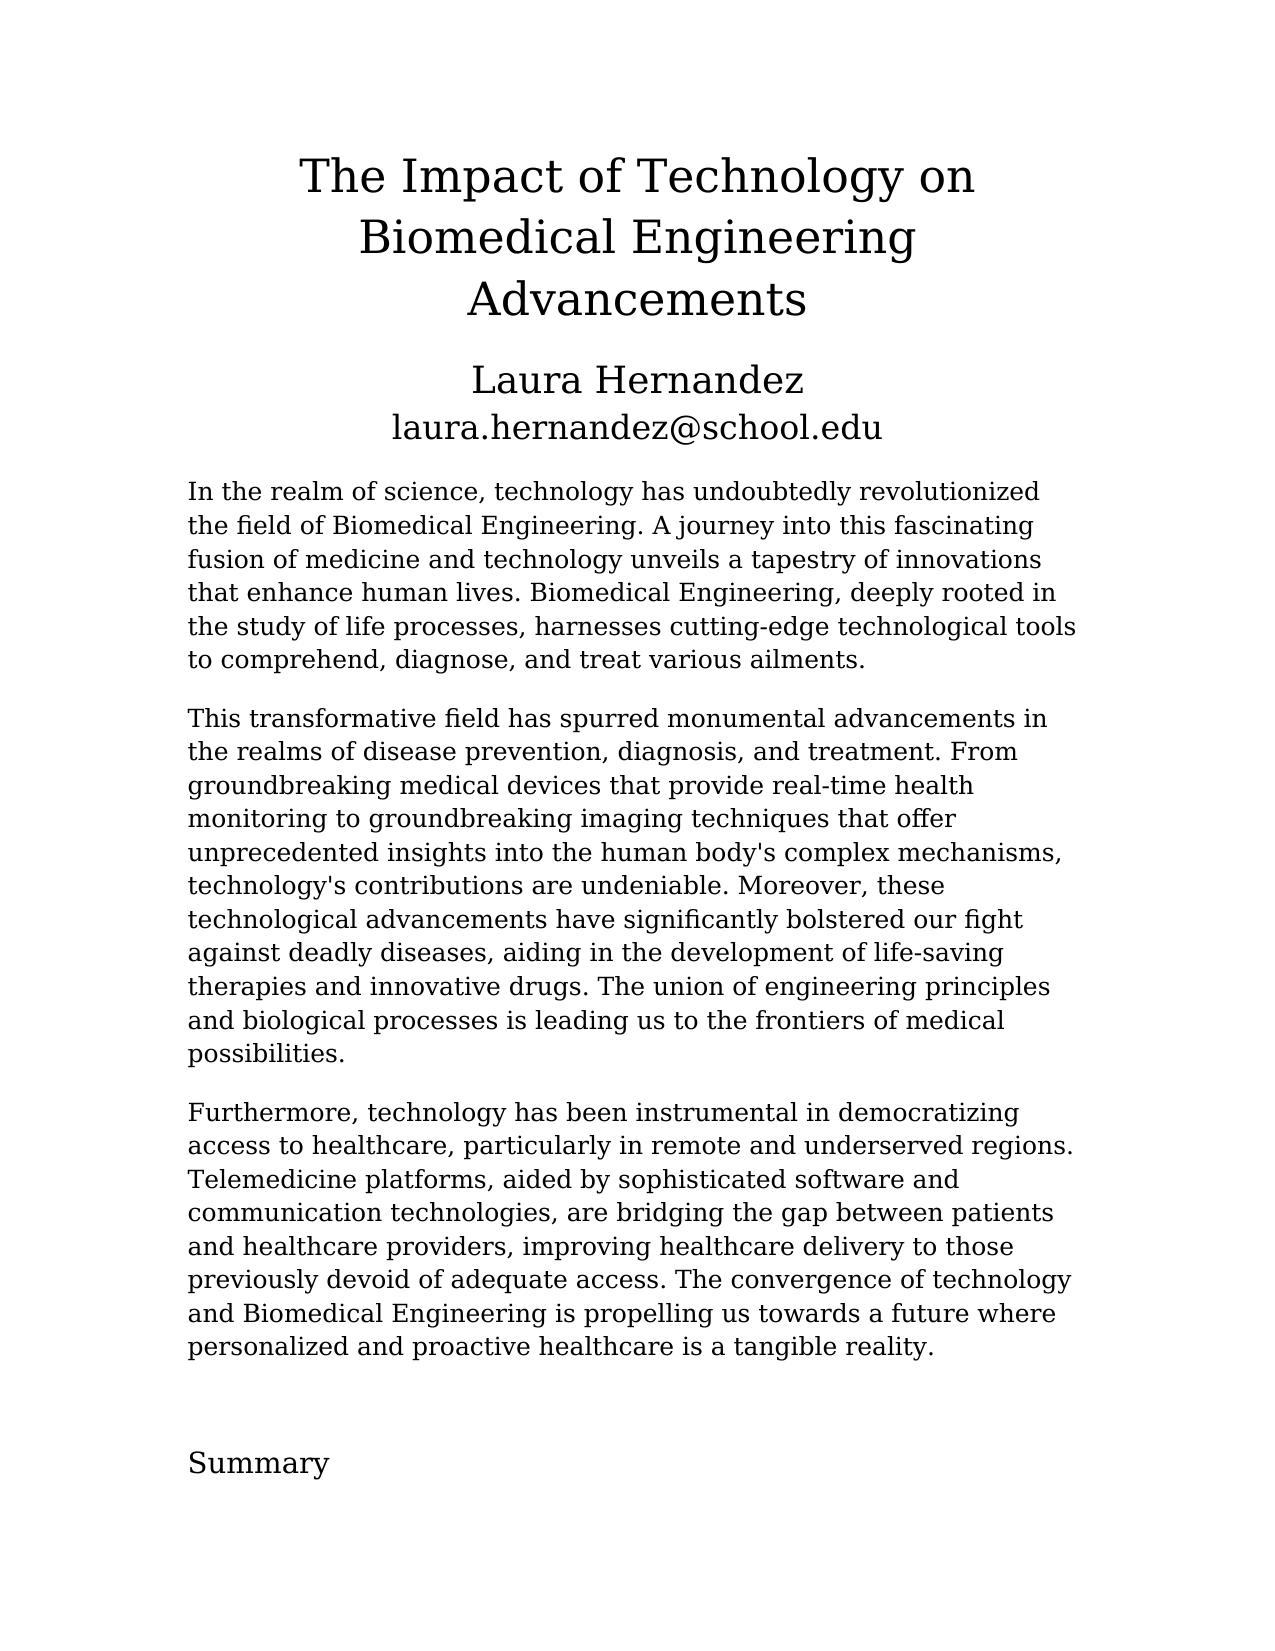 The Impact of Technology on
Biomedical Engineering
Advancements
Laura Hernandez
laura.hernandez@school.edu
In the realm of science, technology has undoubtedly revolutionized
the field of Biomedical Engineering. A journey into this fascinating
fusion of medicine and technology unveils a tapestry of innovations
that enhance human lives. Biomedical Engineering, deeply rooted in
the study of life processes, harnesses cutting-edge technological tools
to comprehend, diagnose, and treat various ailments.
This transformative field has spurred monumental advancements in
the realms of disease prevention, diagnosis, and treatment. From
groundbreaking medical devices that provide real-time health
monitoring to groundbreaking imaging techniques that offer
unprecedented insights into the human body's complex mechanisms,
technology's contributions are undeniable. Moreover, these
technological advancements have significantly bolstered our fight
against deadly diseases, aiding in the development of life-saving
therapies and innovative drugs. The union of engineering principles
and biological processes is leading us to the frontiers of medical
possibilities.
Furthermore, technology has been instrumental in democratizing
access to healthcare, particularly in remote and underserved regions.
Telemedicine platforms, aided by sophisticated software and
communication technologies, are bridging the gap between patients
and healthcare providers, improving healthcare delivery to those
previously devoid of adequate access. The convergence of technology
and Biomedical Engineering is propelling us towards a future where
personalized and proactive healthcare is a tangible reality.
Summary